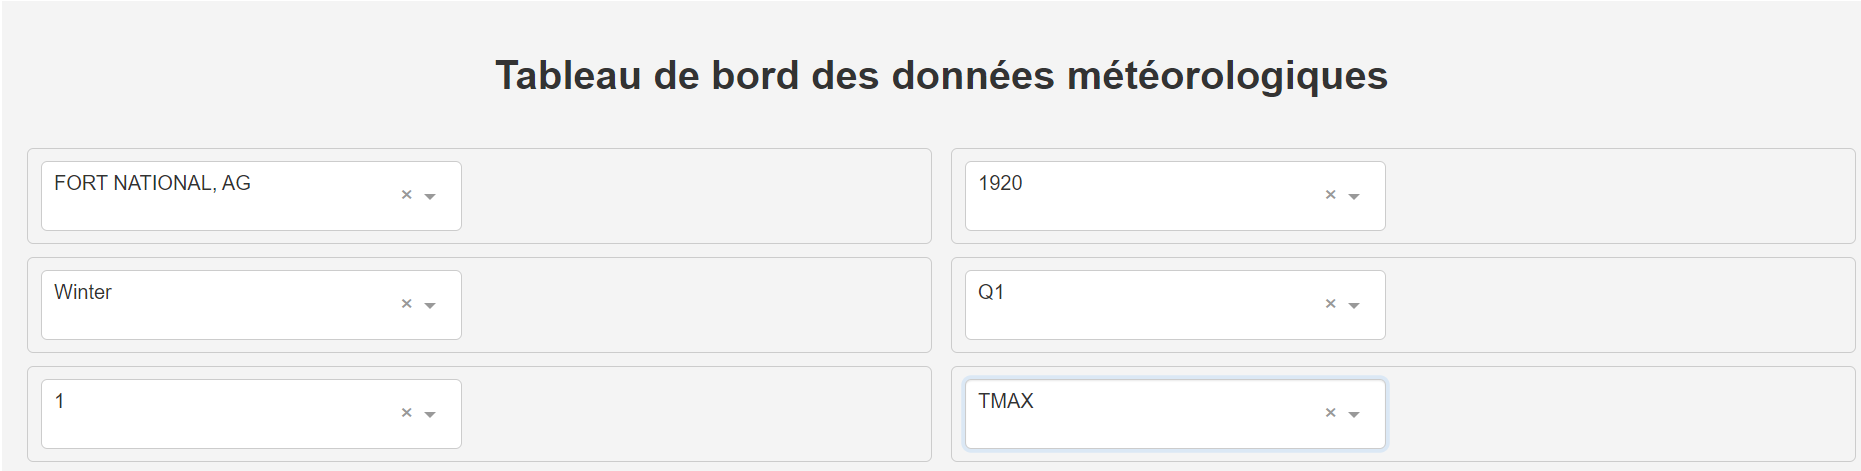 Tableau de bord des données météorologiques
FORT NATIONAL, AG
1920
Winter
Q1
1
TMAX